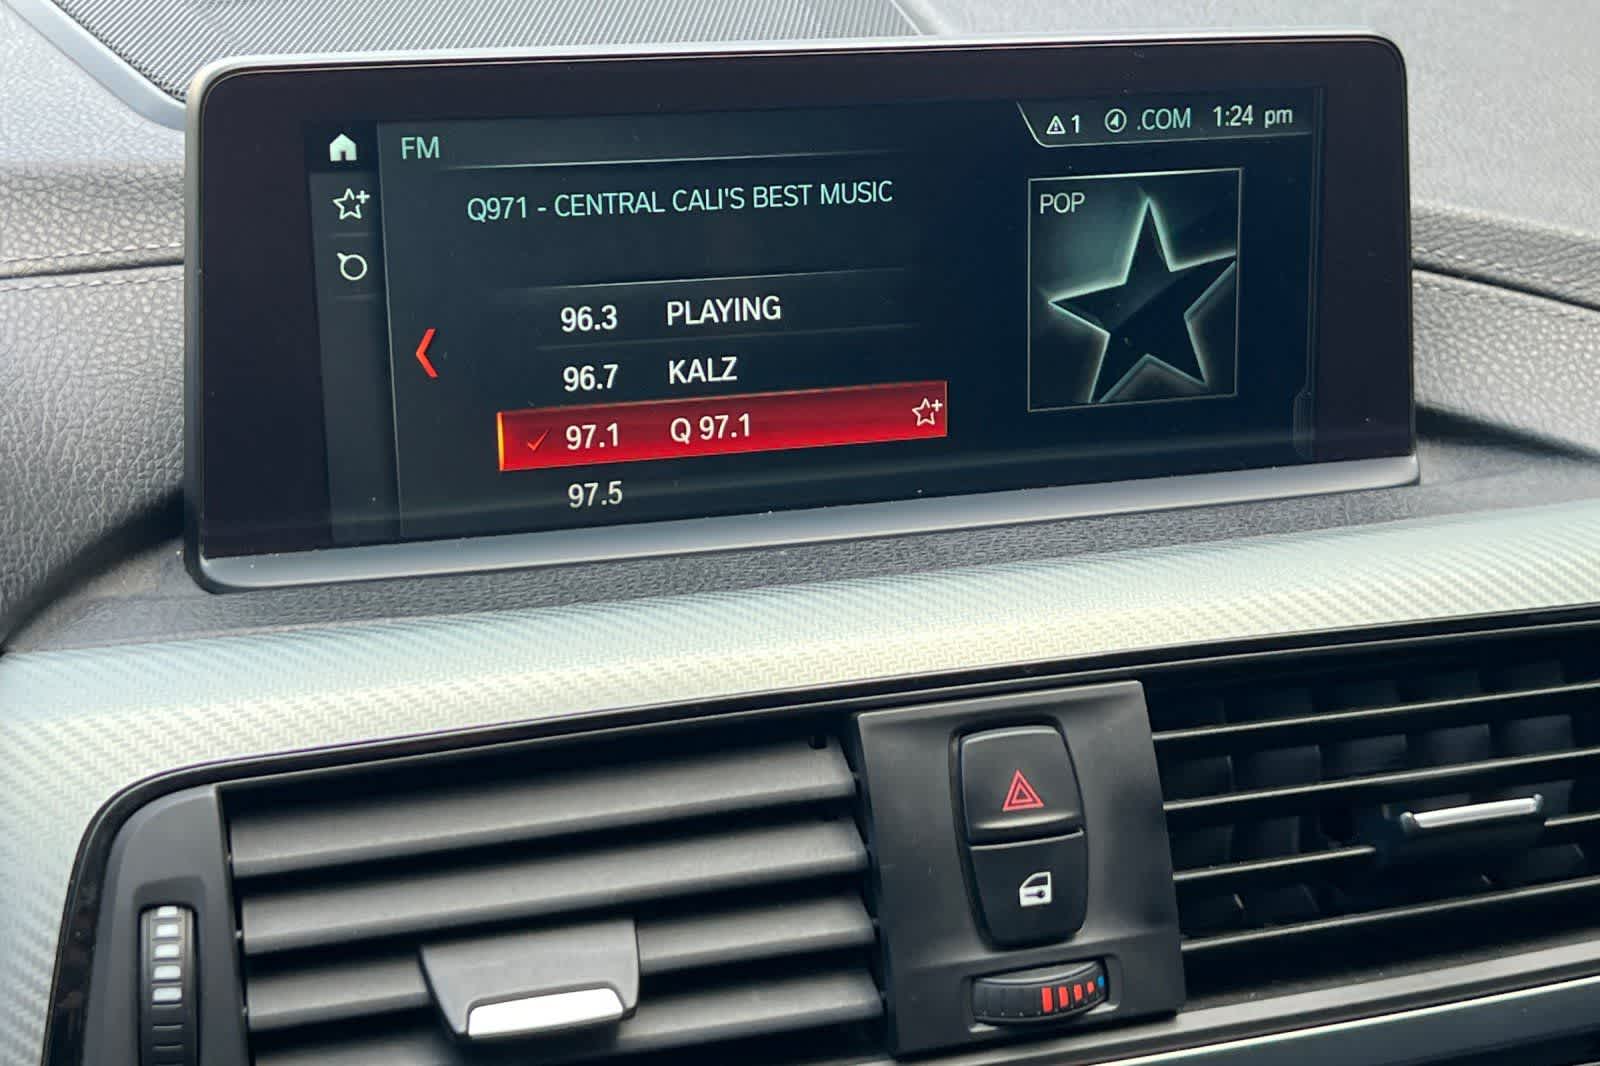 FM
1 .COM 1:24 pm
Q971 - CENTRAL CALI'S BEST MUSIC
POP
96.3 PLAYING
96.7 KALZ
97.1 Q 97.1
97.5